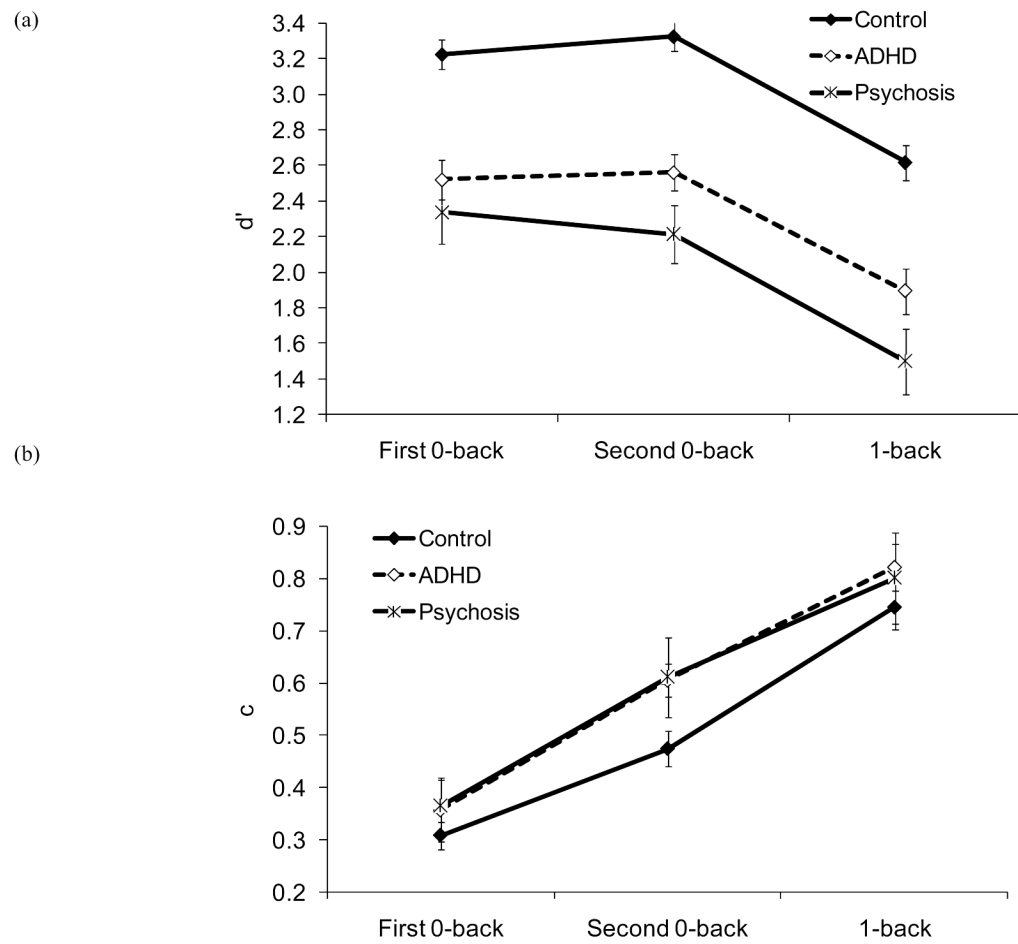 (a)
3.4
3.2
3.0
2.8
2.6
2.4
2.2
2.0
1.8
1.6
1.4
1.2
d'
Control
ADHD
Psychosis
First 0-back Second 0-back 1-back
(b)
0.9
0.8
0.7
0.6
0.5
0.4
0.3
0.2
c
Control
ADHD
Psychosis
First 0-back Second 0-back 1-back